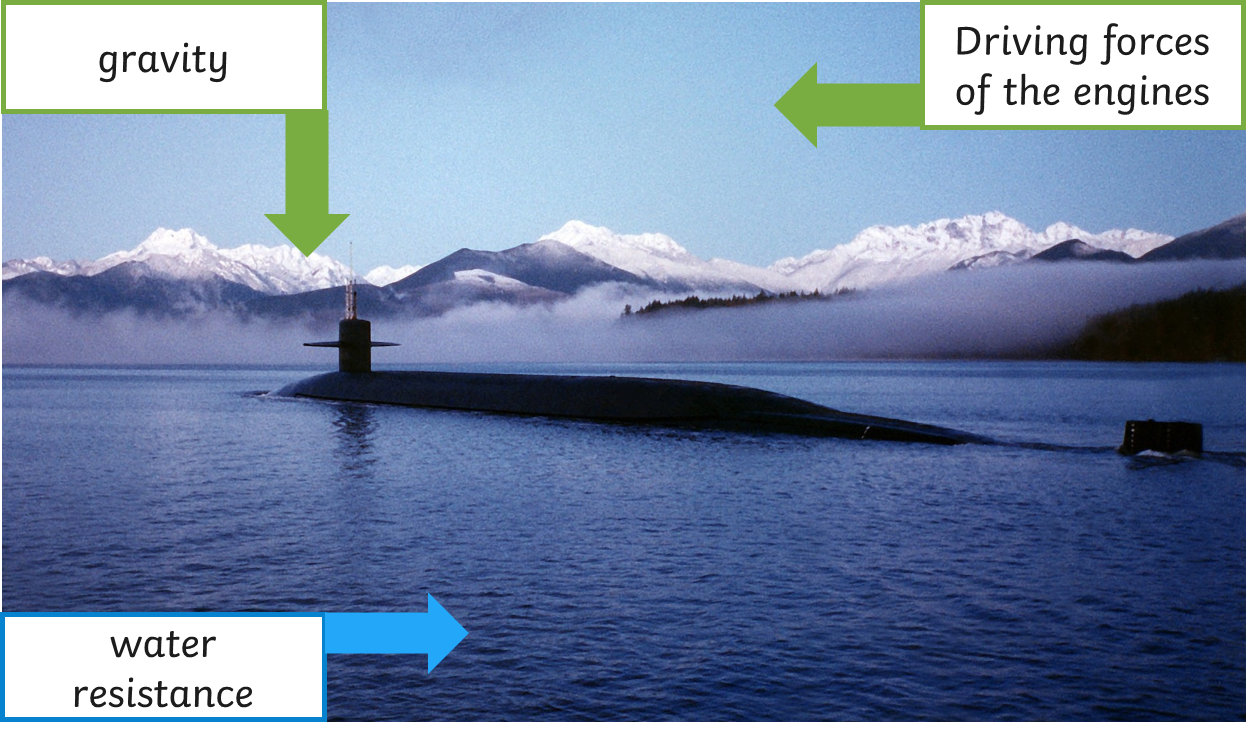 gravity
Driving forces
of the engines
water
resistance